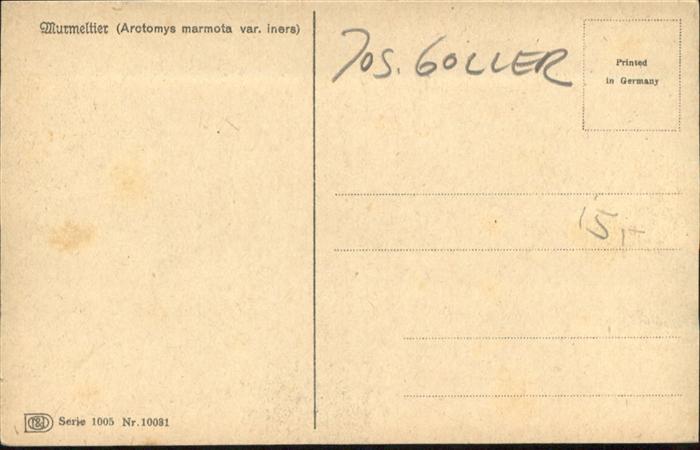 Murmeltier (Arctomys marmota var. iners)
JOS. GOLLER
Printed
in Germany
15,-
Serie 1005 Nr. 10031